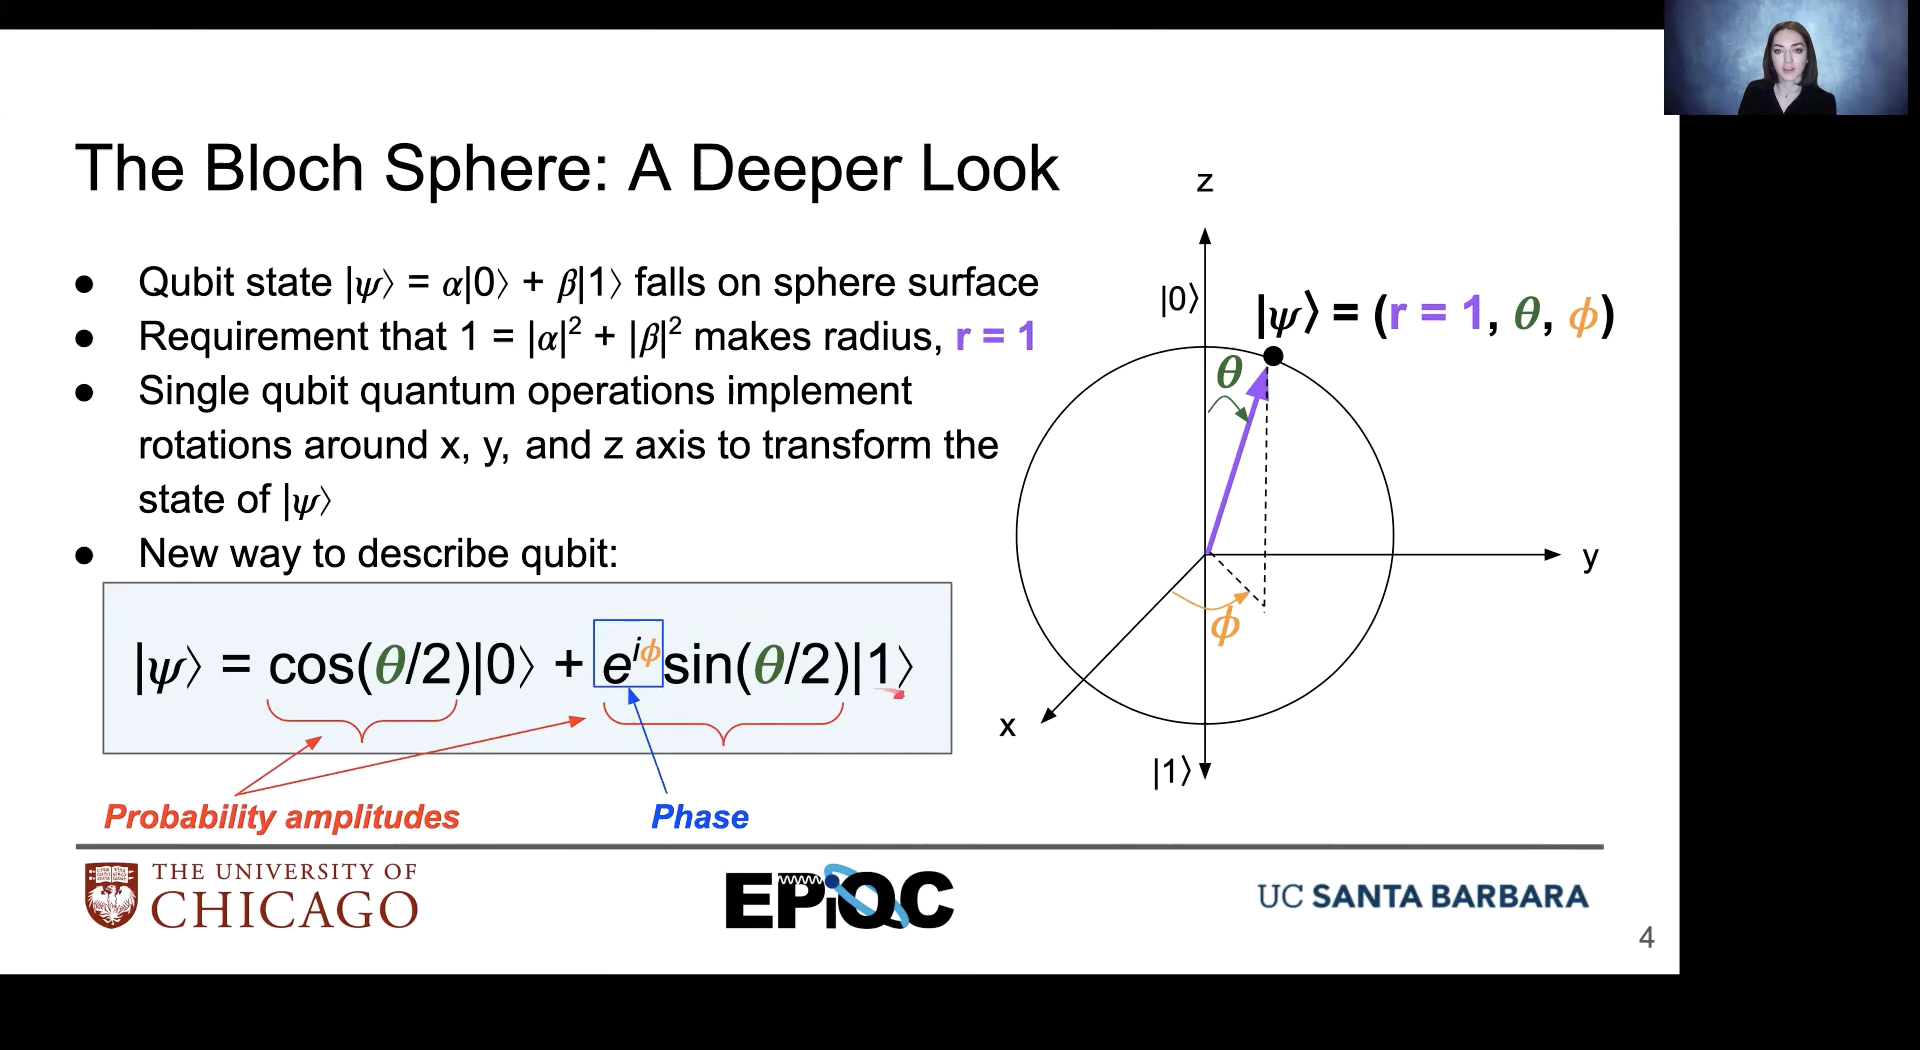 The Bloch Sphere: A Deeper Look
● Qubit state |ψ⟩ = α|0⟩ + β|1⟩ falls on sphere surface
● Requirement that 1 = |α|² + |β|² makes radius, r = 1
● Single qubit quantum operations implement
rotations around x, y, and z axis to transform the
state of |ψ⟩
● New way to describe qubit:
|ψ⟩ = cos(θ/2)|0⟩ + e^{iϕ}sin(θ/2)|1⟩
Probability amplitudes
Phase
z
|0⟩
|ψ⟩ = (r = 1, θ, ϕ)
θ
y
ϕ
x
|1⟩
THE UNIVERSITY OF
CHICAGO
EPiQC
UC SANTA BARBARA
4